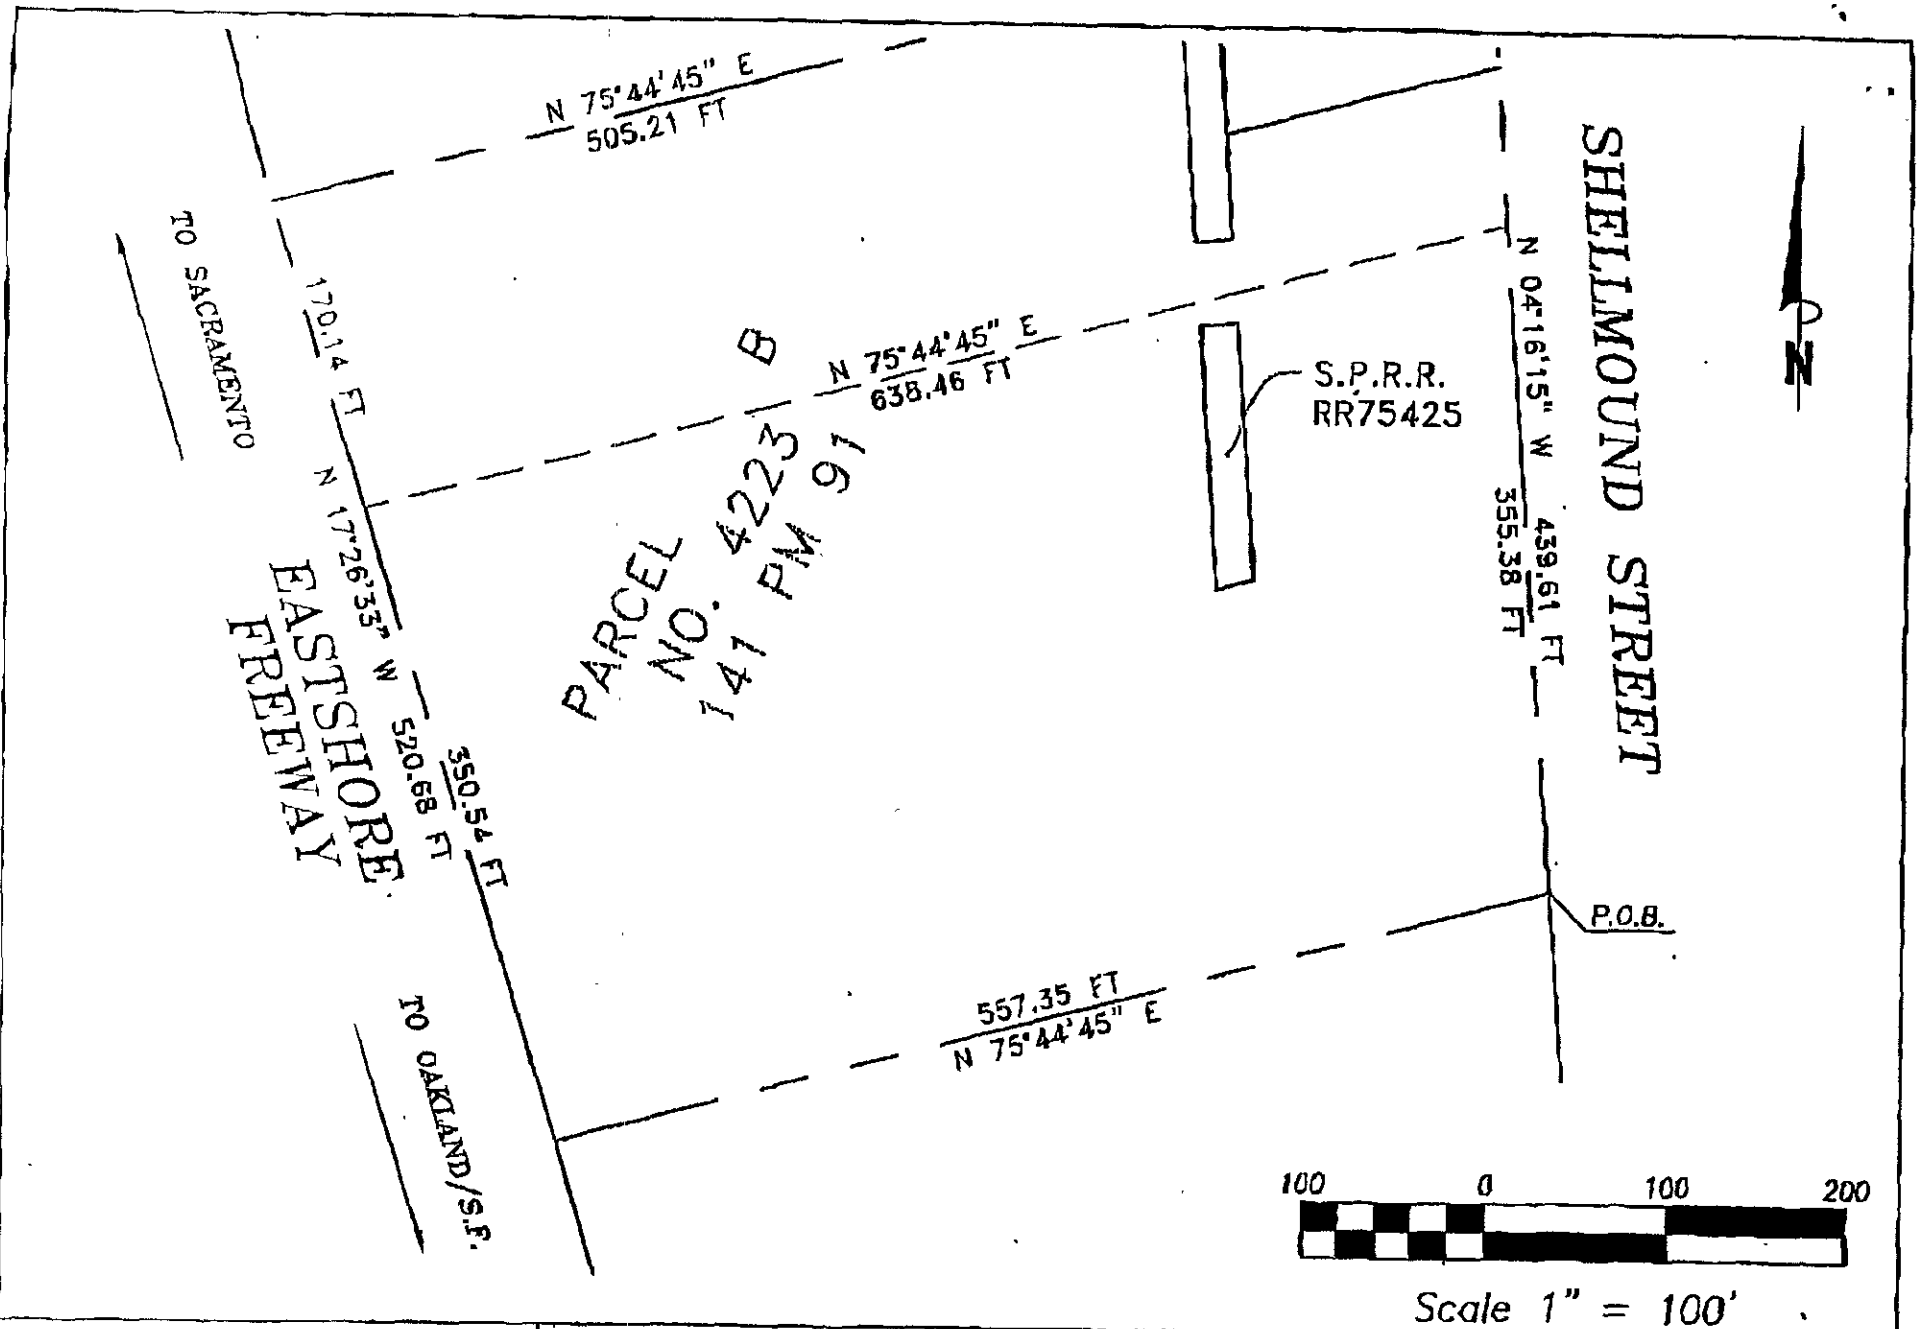 N 75°44'45" E
505.21 FT
TO SACRAMENTO
170.14 FT
N 17°26'33" W 520.68 FT
350.54 FT
EASTSHORE
FREEWAY
TO OAKLAND/S.F.
B
N 75°44'45" E
638.46 FT
PARCEL
NO. 4223
141 PM 91
S.P.R.R.
RR75425
N 04°16'15" W 439.61 FT
355.38 FT
SHELLMOUND STREET
N
P.O.B.
557.35 FT
N 75°44'45" E
100 0 100 200
Scale 1" = 100'